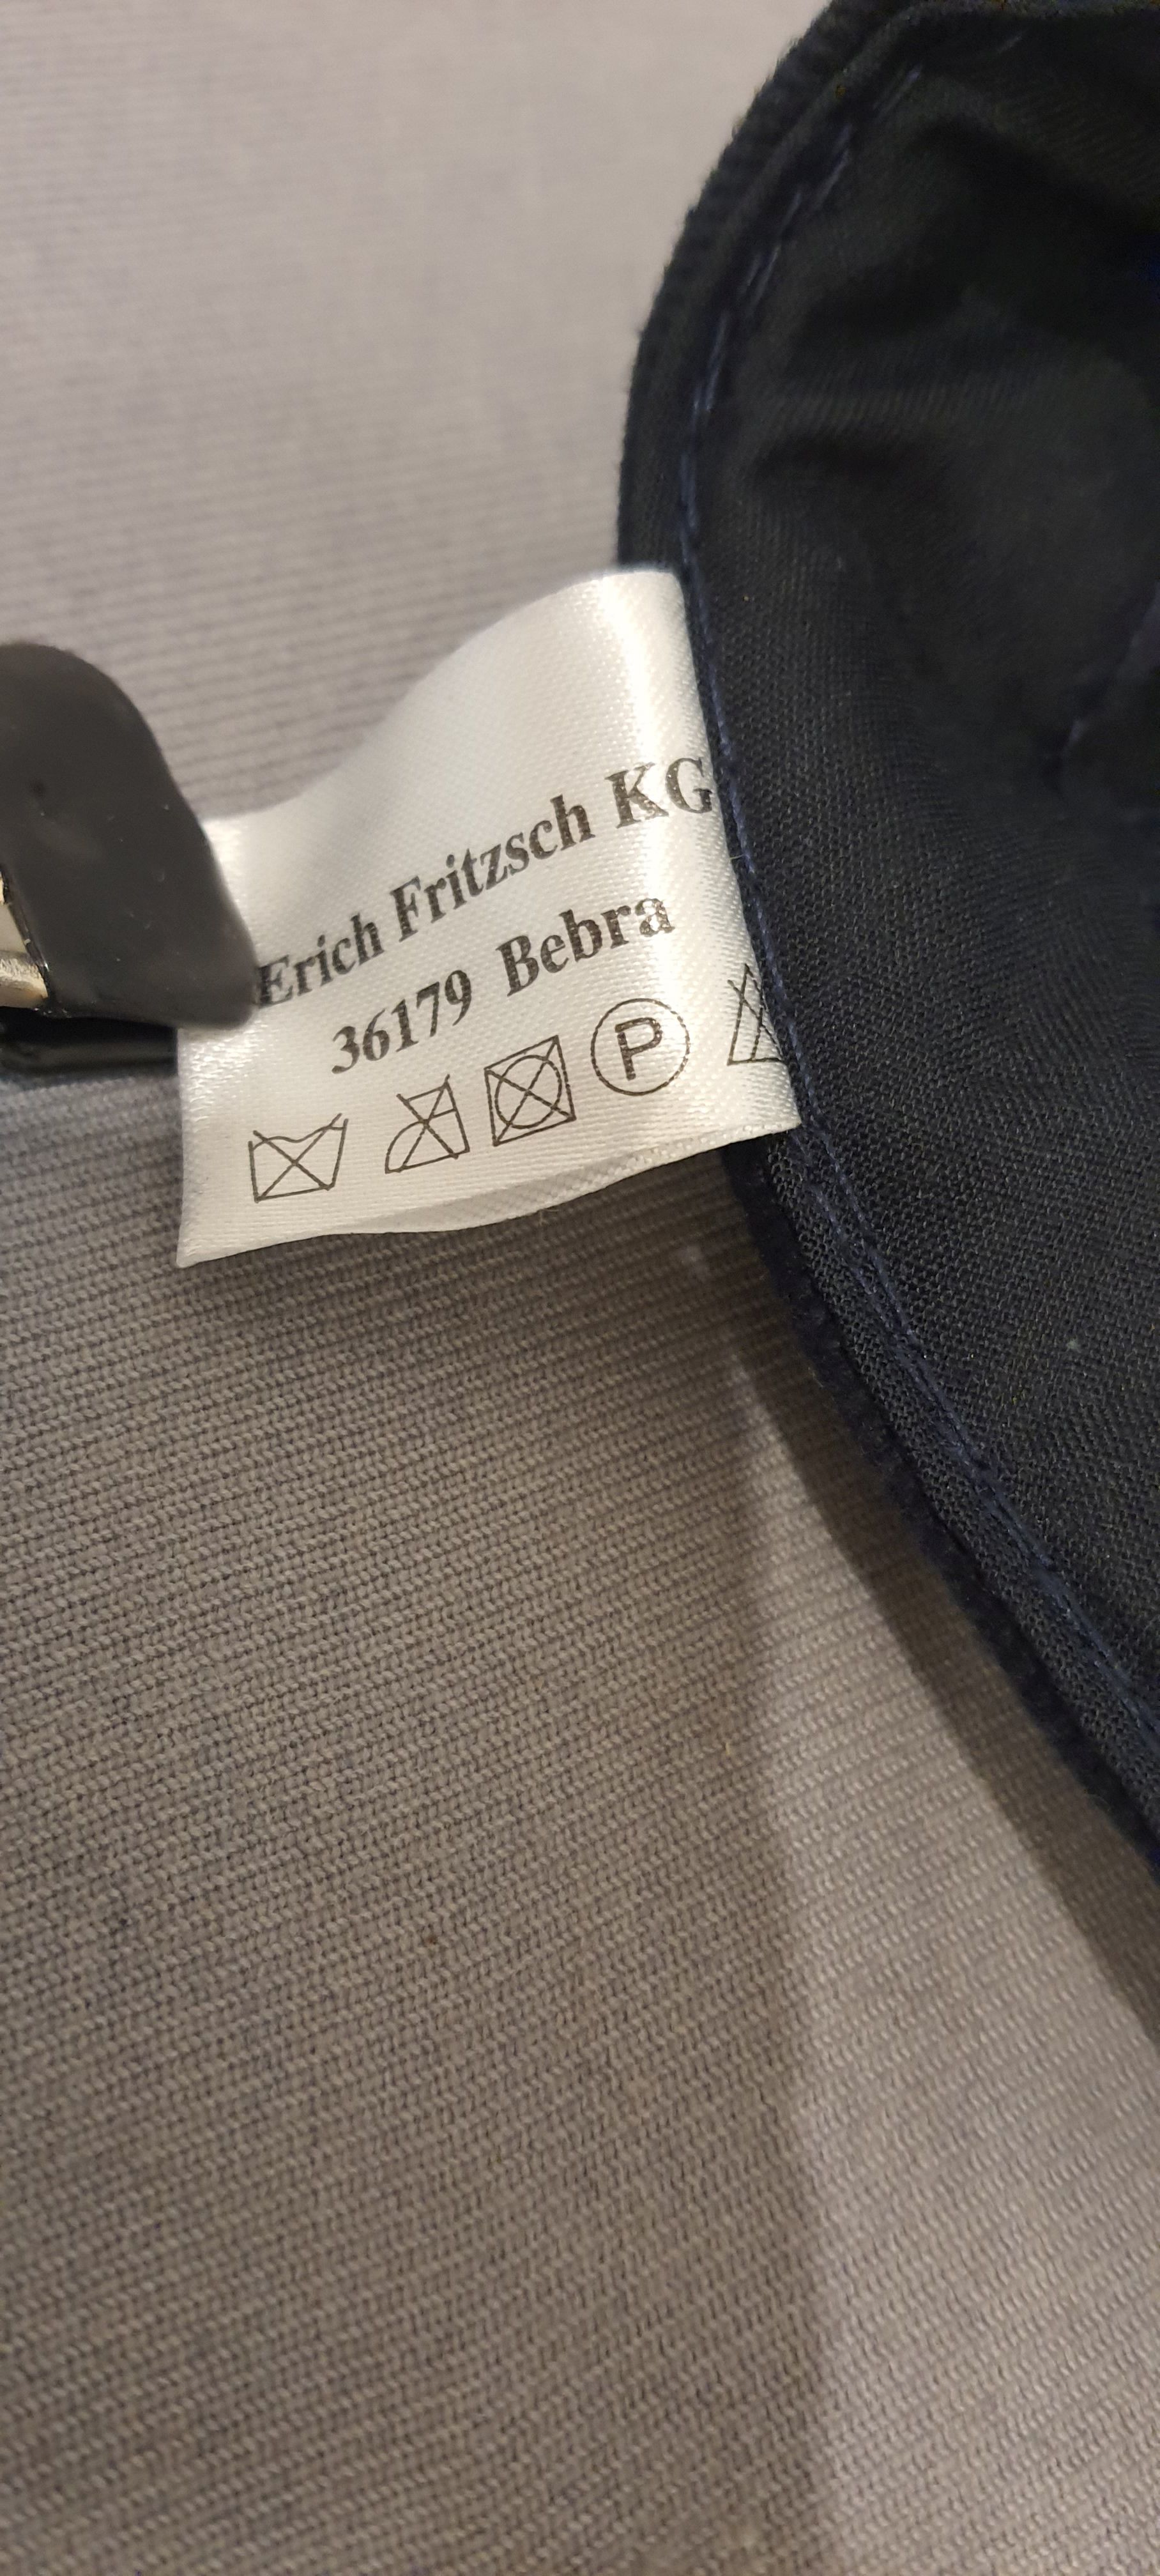 Erich Fritzsch KG
36179 Bebra
P